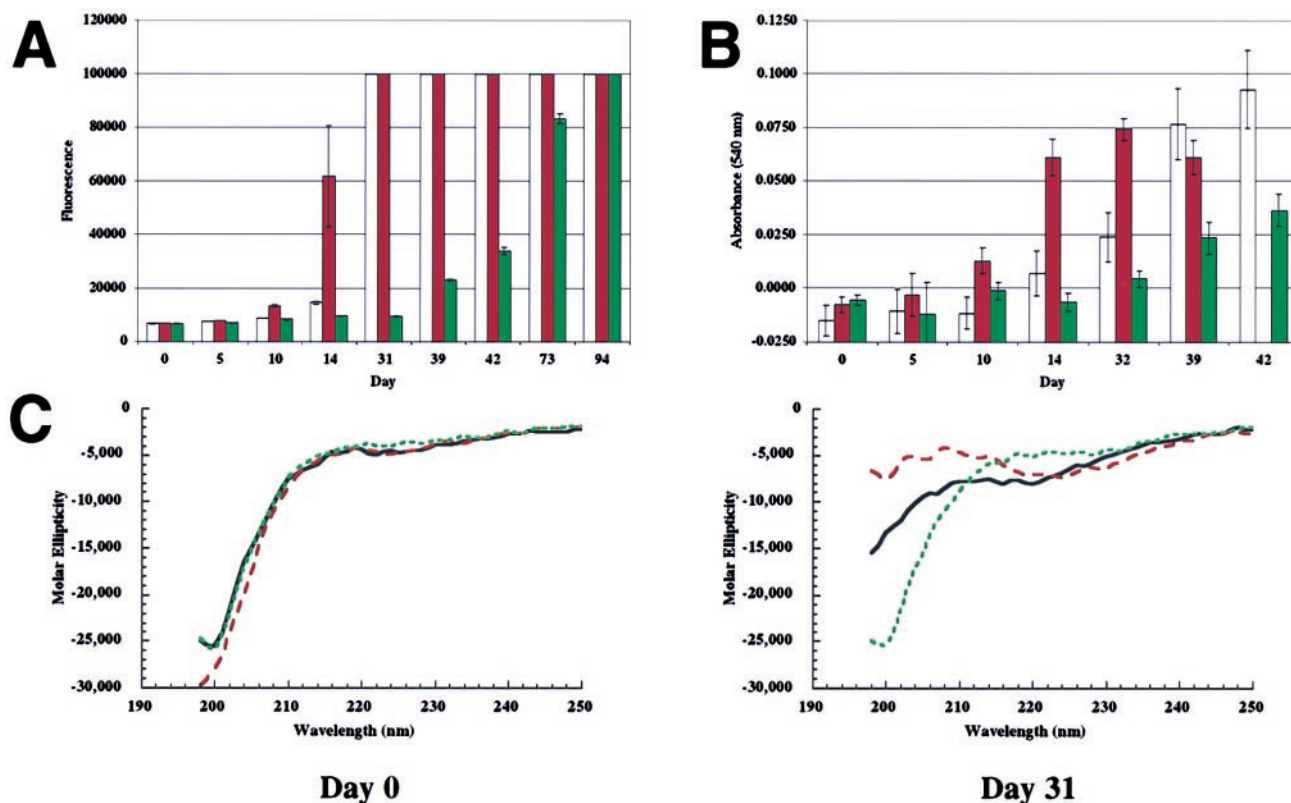 A
120000
100000
80000
60000
40000
20000
0
Fluorescence
0 5 10 14 31 39 42 73 94
Day
B
0.1250
0.1000
0.0750
0.0500
0.0250
0.0000
-0.0250
Absorbance (540 nm)
0 5 10 14 32 39 42
Day
C
0
-5,000
-10,000
-15,000
-20,000
-25,000
-30,000
Molar Ellipticity
190 200 210 220 230 240 250
Wavelength (nm)
Day 0
0
-5,000
-10,000
-15,000
-20,000
-25,000
-30,000
Molar Ellipticity
190 200 210 220 230 240 250
Wavelength (nm)
Day 31